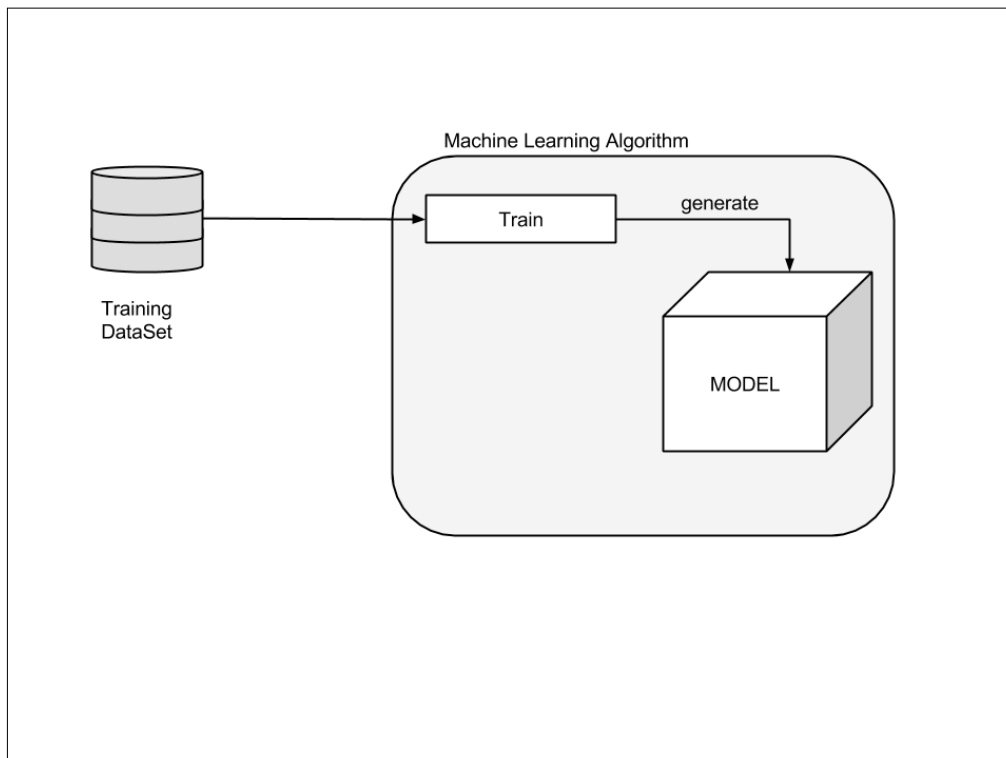 Machine Learning Algorithm
Train
generate
Training
DataSet
MODEL